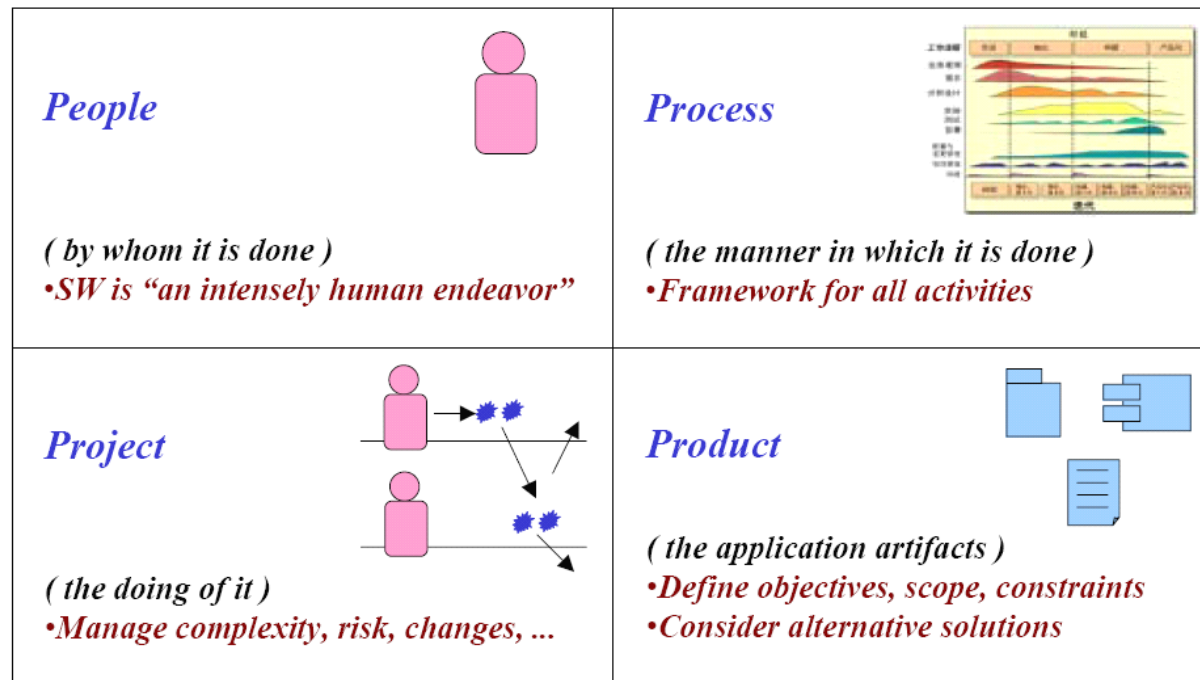 People
( by whom it is done )
•SW is “an intensely human endeavor”
Process
( the manner in which it is done )
•Framework for all activities
Project
( the doing of it )
•Manage complexity, risk, changes, ...
Product
( the application artifacts )
•Define objectives, scope, constraints
•Consider alternative solutions